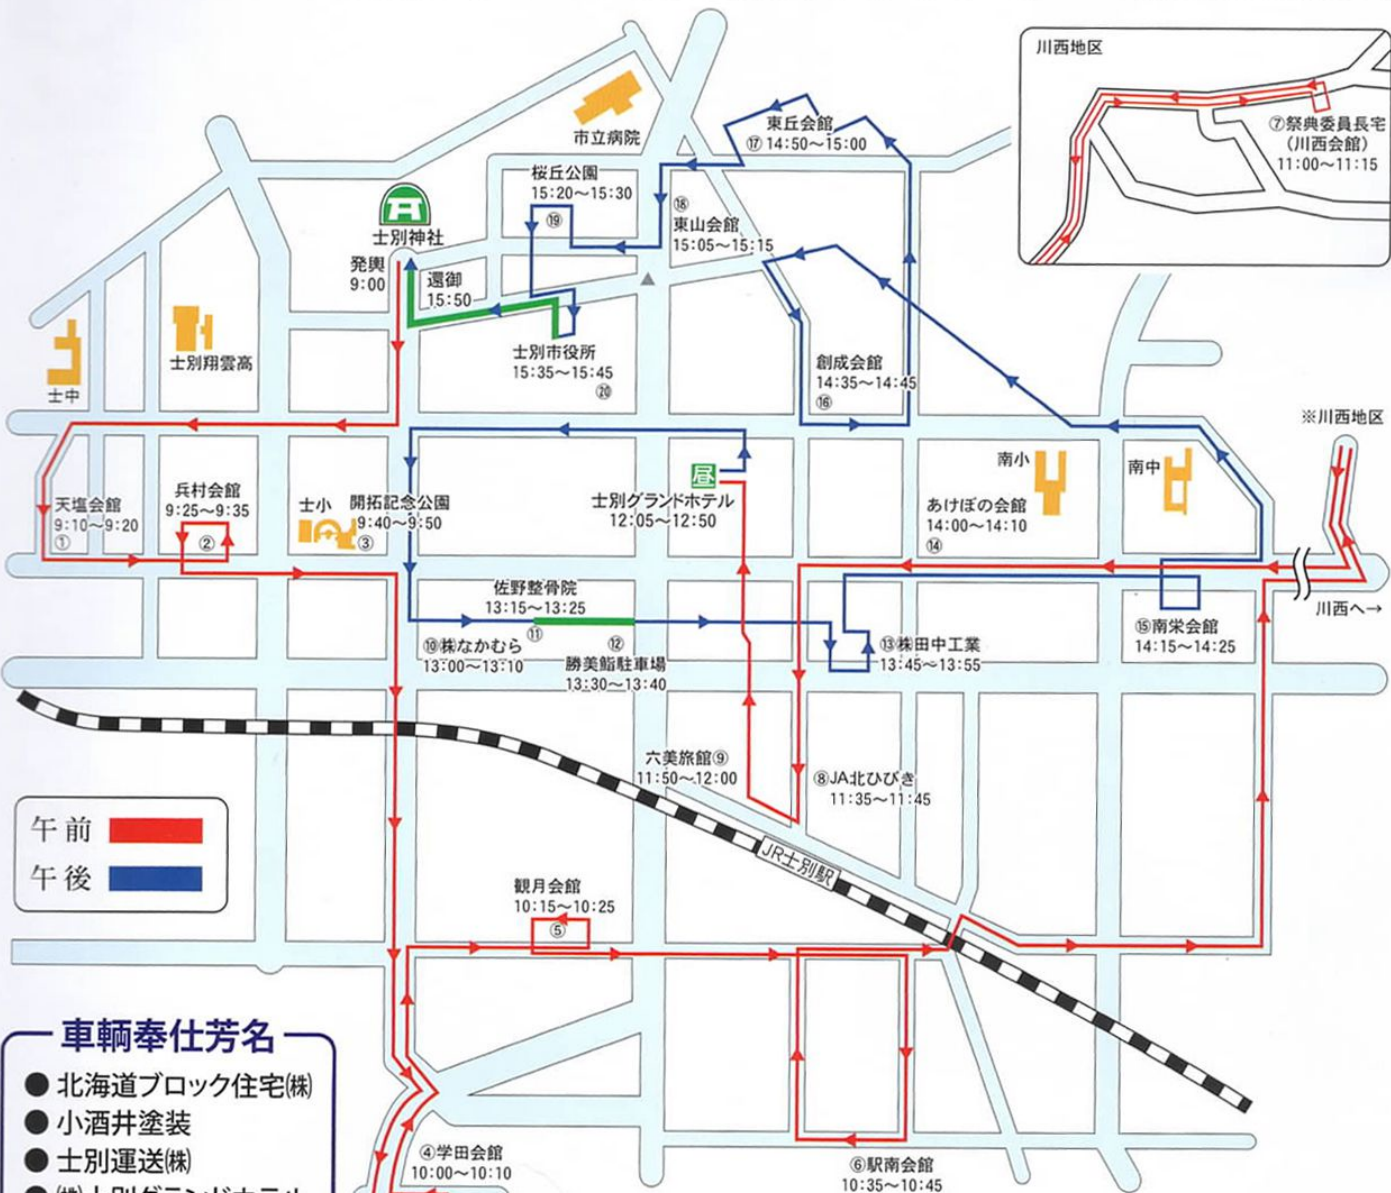 川西地区
⑦祭典委員長宅
(川西会館)
11:00～11:15
市立病院
東丘会館
⑰ 14:50～15:00
桜丘公園
15:20～15:30
⑲
⑱
東山会館
15:05～15:15
士別神社
発輿
9:00
還御
15:50
士別市役所
15:35～15:45
⑳
士別翔雲高
士中
創成会館
14:35～14:45
⑯
※川西地区
天塩会館
9:10～9:20
①
兵村会館
9:25～9:35
②
士小
開拓記念公園
9:40～9:50
③
昼
士別グランドホテル
12:05～12:50
南小
南中
あけぼの会館
14:00～14:10
⑭
佐野整骨院
13:15～13:25
⑪
⑩㈱なかむら
13:00～13:10
⑫
勝美鮨駐車場
13:30～13:40
⑬㈱田中工業
13:45～13:55
川西へ→
⑮南栄会館
14:15～14:25
六美旅館⑨
11:50～12:00
⑧JA北ひびき
11:35～11:45
JR士別駅
午前
午後
観月会館
10:15～10:25
⑤
車輌奉仕芳名
●北海道ブロック住宅㈱
●小酒井塗装
●士別運送㈱
●㈱士別グランドホテル
④学田会館
10:00～10:10
⑥駅南会館
10:35～10:45